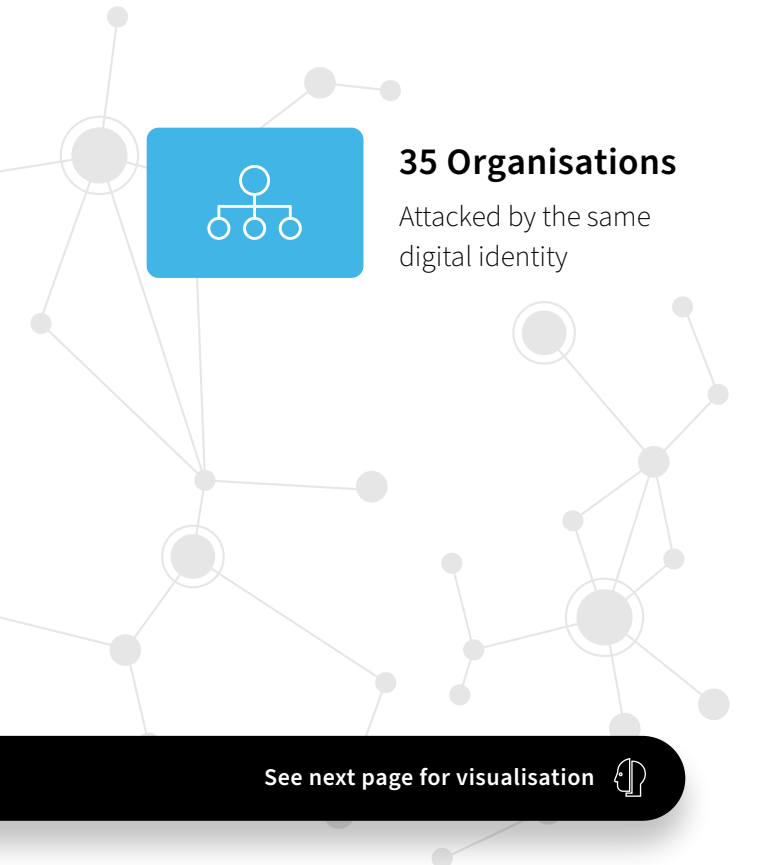 35 Organisations
Attacked by the same
digital identity
See next page for visualisation